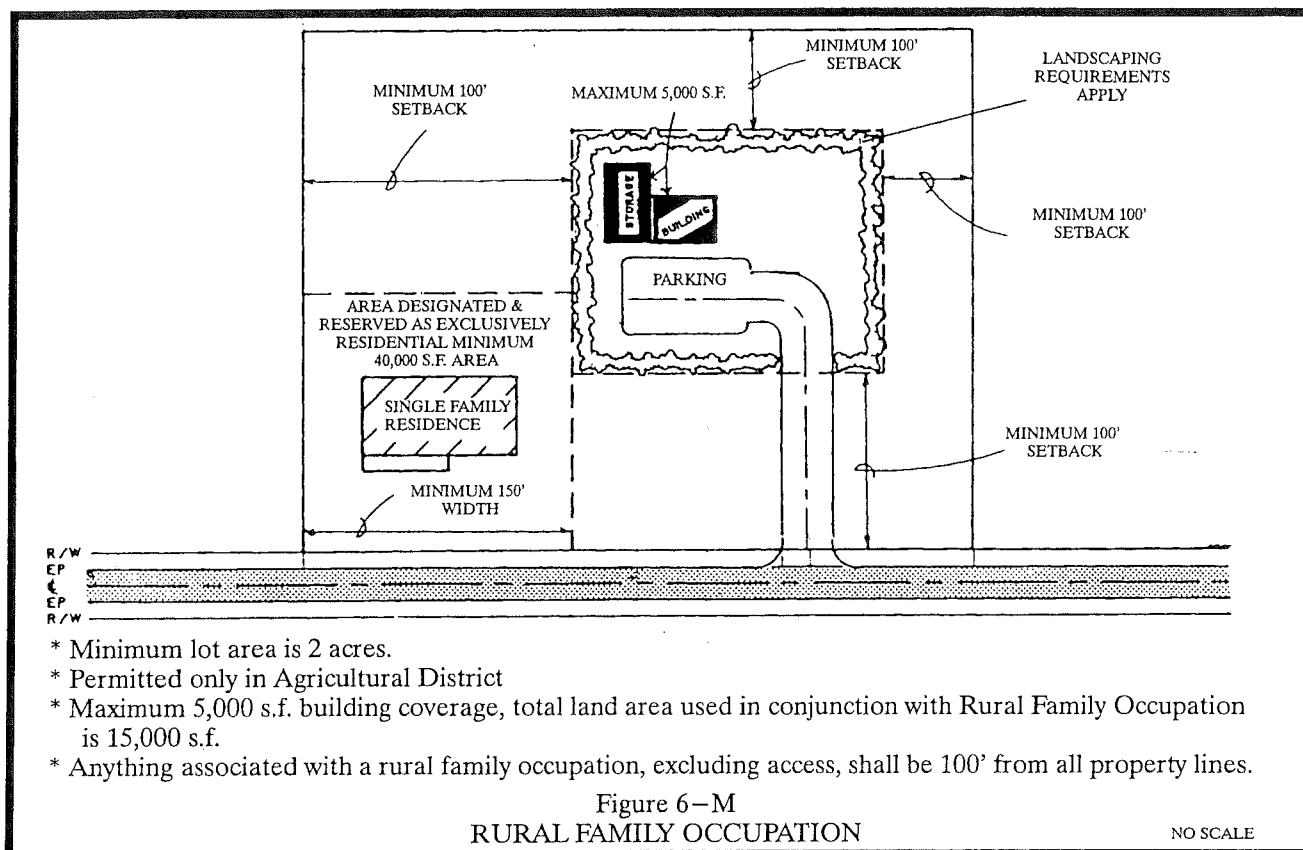 MINIMUM 100'
SETBACK
LANDSCAPING
REQUIREMENTS
APPLY
MINIMUM 100'
SETBACK
MAXIMUM 5,000 S.F.
STORAGE
BUILDING
MINIMUM 100'
SETBACK
PARKING
AREA DESIGNATED &
RESERVED AS EXCLUSIVELY
RESIDENTIAL MINIMUM
40,000 S.F. AREA
SINGLE FAMILY
RESIDENCE
MINIMUM 100'
SETBACK
MINIMUM 150'
WIDTH
R/W
EP
℄
EP
R/W
* Minimum lot area is 2 acres.
* Permitted only in Agricultural District
* Maximum 5,000 s.f. building coverage, total land area used in conjunction with Rural Family Occupation
is 15,000 s.f.
* Anything associated with a rural family occupation, excluding access, shall be 100' from all property lines.
Figure 6-M
RURAL FAMILY OCCUPATION
NO SCALE